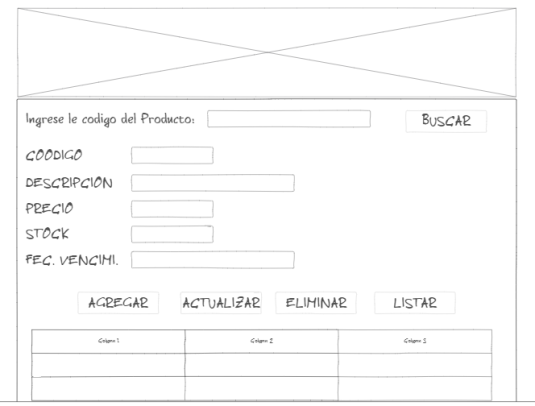 Ingrese le codigo del Producto: BUSCAR
COODIGO
DESCRIPCION
PRECIO
STOCK
FEC. VENCIMI.
AGREGAR ACTUALIZAR ELIMINAR LISTAR
Column 1 Column 2 Column 3